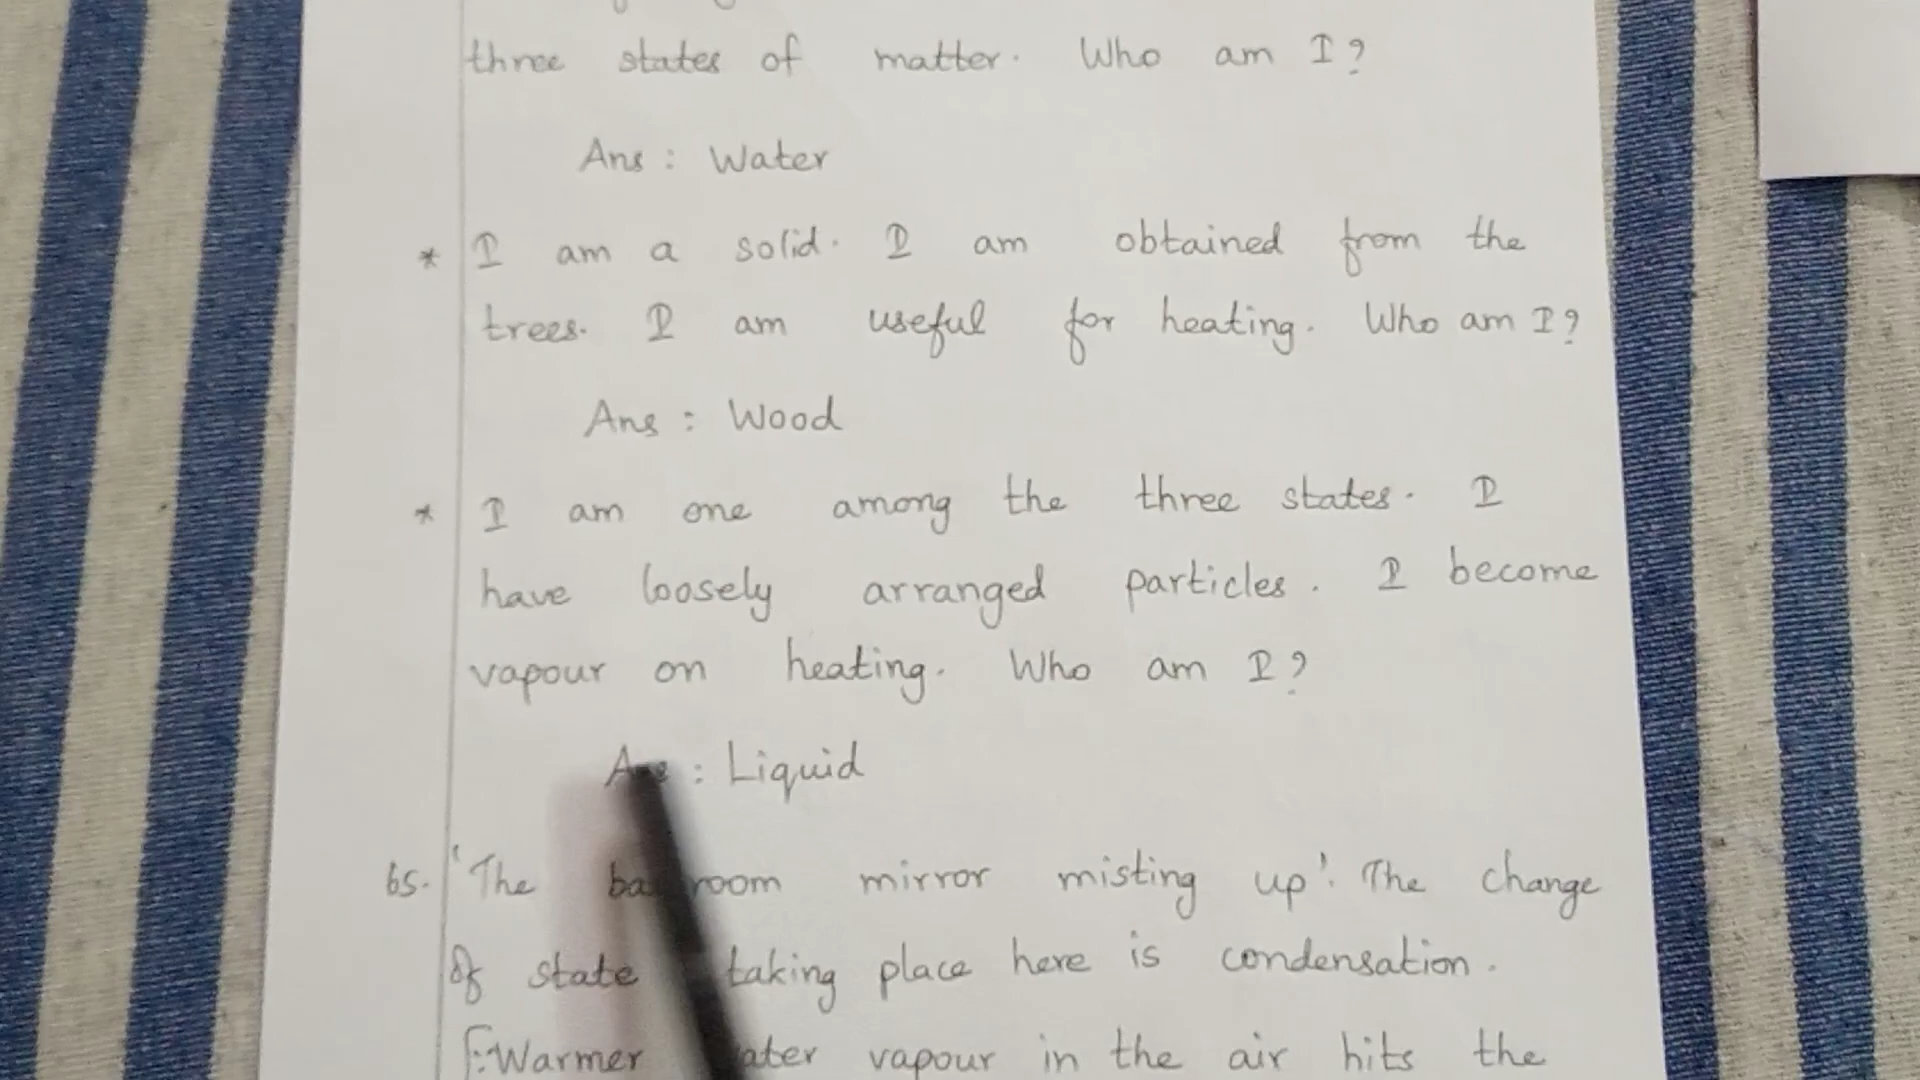 three states of matter. Who am I?
Ans : Water
* I am a solid. I am obtained from the
trees. I am useful for heating. Who am I?
Ans : Wood
* I am one among the three states. I
have loosely arranged particles. I become
vapour on heating. Who am I?
Ans : Liquid
65. 'The room mirror misting up'. The change
of state taking place here is condensation.
[∵ Warmer water vapour in the air hits the